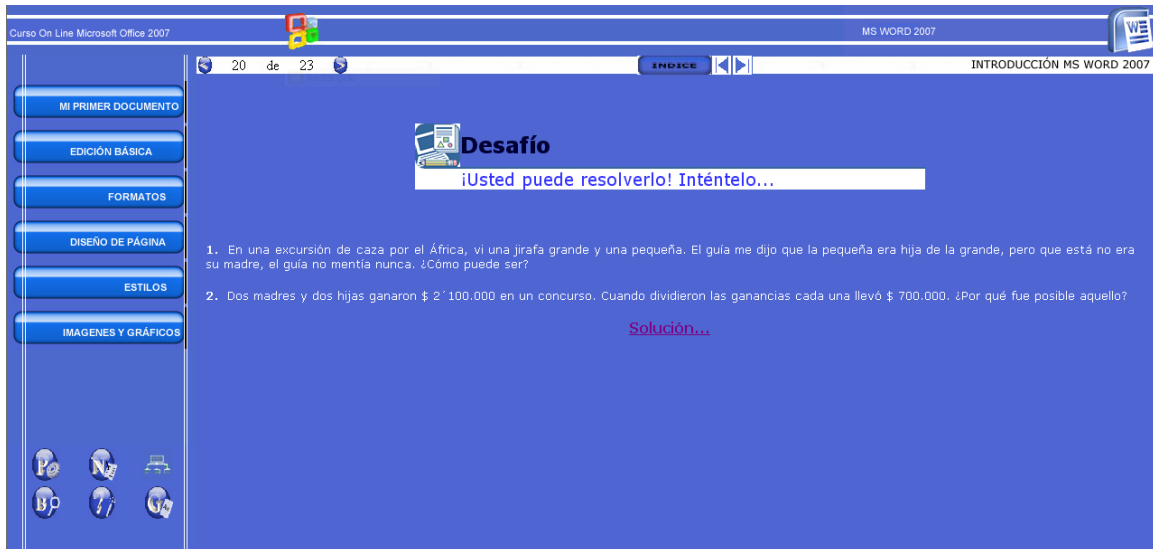 Curso On Line Microsoft Office 2007
MS WORD 2007
20 de 23
INDICE
INTRODUCCIÓN MS WORD 2007
MI PRIMER DOCUMENTO
EDICIÓN BÁSICA
FORMATOS
DISEÑO DE PÁGINA
ESTILOS
IMAGENES Y GRÁFICOS
Desafío
¡Usted puede resolverlo! Inténtelo...
1. En una excursión de caza por el África, vi una jirafa grande y una pequeña. El guía me dijo que la pequeña era hija de la grande, pero que está no era
su madre, el guía no mentía nunca. ¿Cómo puede ser?
2. Dos madres y dos hijas ganaron $ 2´100.000 en un concurso. Cuando dividieron las ganancias cada una llevó $ 700.000. ¿Por qué fue posible aquello?
Solución...